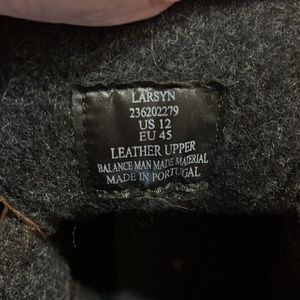 LARSYN
236202279
US 12
EU 45
LEATHER UPPER
BALANCE MAN MADE MATERIAL
MADE IN PORTUGAL